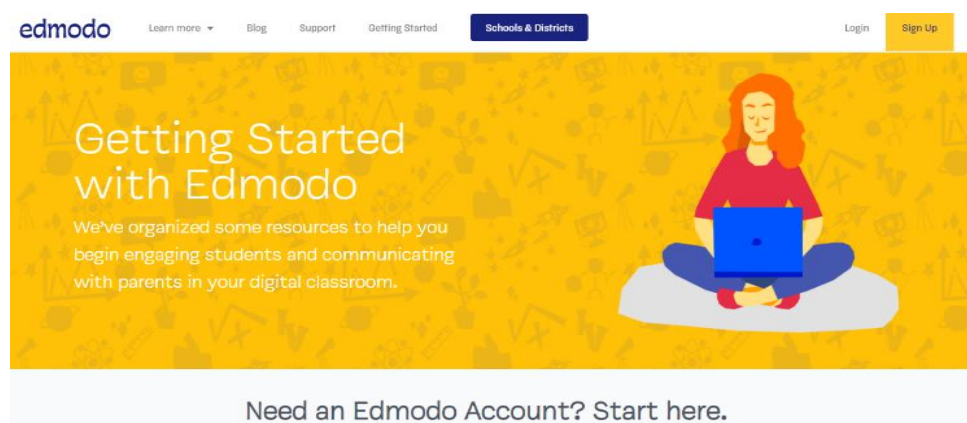 edmodo Learn more Blog Support Getting Started Schools & Districts Login Sign Up
Getting Started
with Edmodo
We've organized some resources to help you
begin engaging students and communicating
with parents in your digital classroom.
Need an Edmodo Account? Start here.